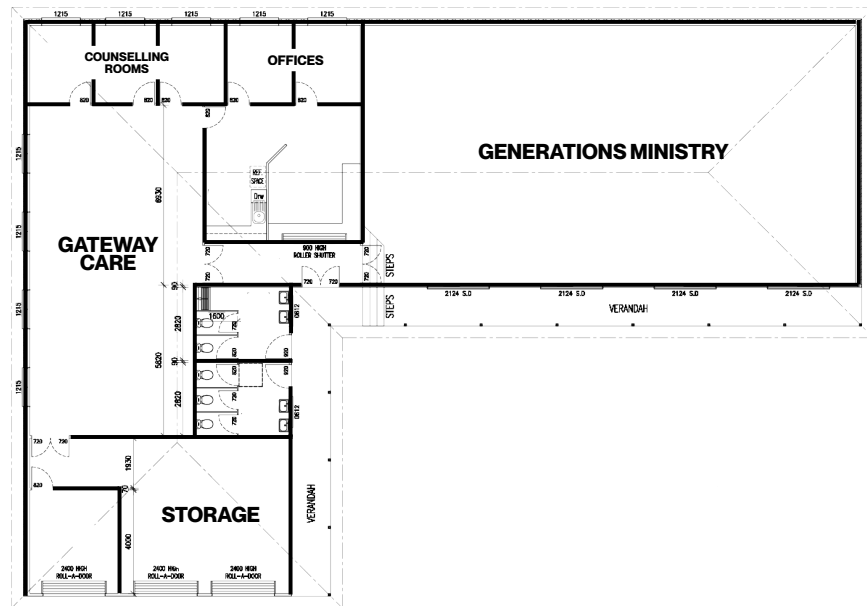 1215
1215
1215
1215
1215
COUNSELLING
ROOMS
OFFICES
820
820
820
820
820
820
1215
GENERATIONS MINISTRY
REF.
SPACE
6930
1215
GATEWAY
CARE
720
720
900 HIGH
ROLLER SHUTTER
720
720
STEPS
720
720
1215
90
2124 S.D
2124 S.D
2124 S.D
2124 S.D
STEPS
VERANDAH
1600
2820
720
0612
820
920
5820
90
1215
820
920
720
2820
0612
720
720
720
1930
820
70
STORAGE
VERANDAH
4000
2400 HIGH
ROLL-A-DOOR
2400 HIGH
ROLL-A-DOOR
2400 HIGH
ROLL-A-DOOR